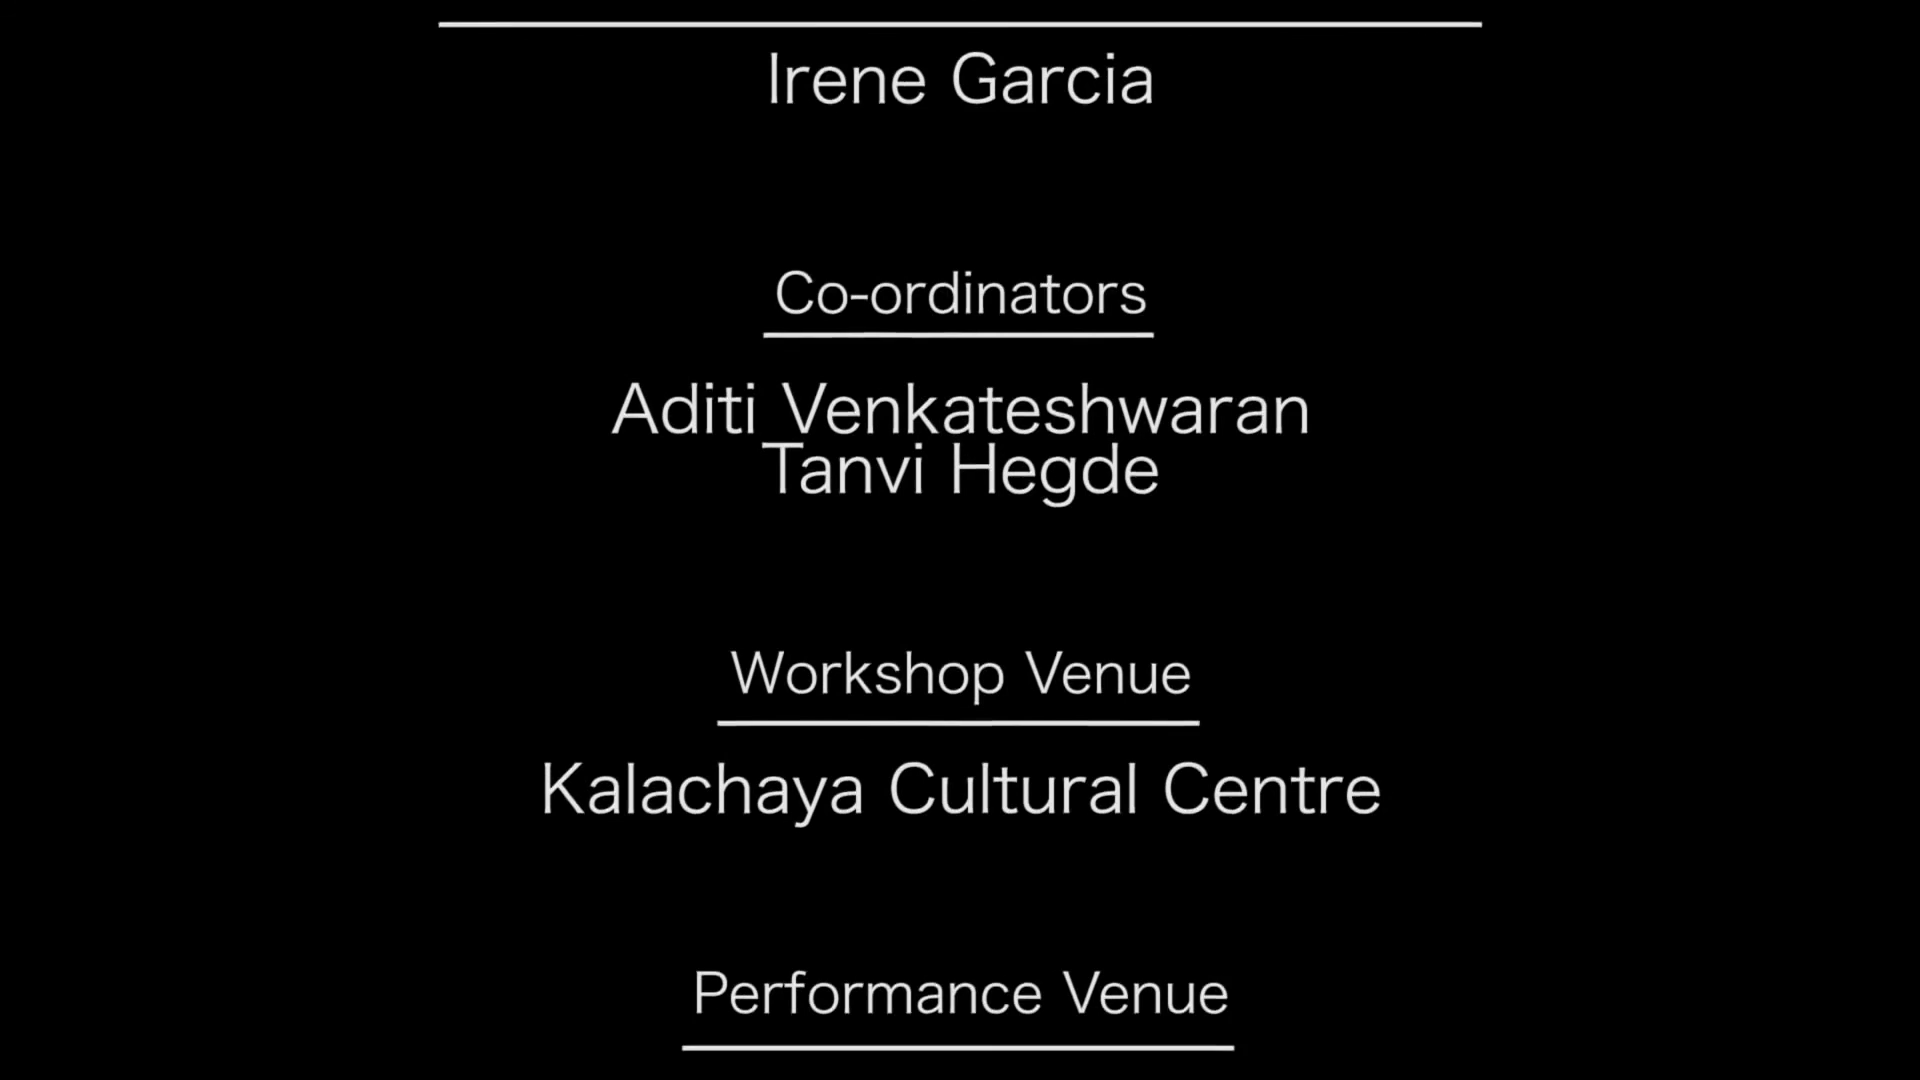 Irene Garcia
Co-ordinators
Aditi Venkateshwaran
Tanvi Hegde
Workshop Venue
Kalachaya Cultural Centre
Performance Venue